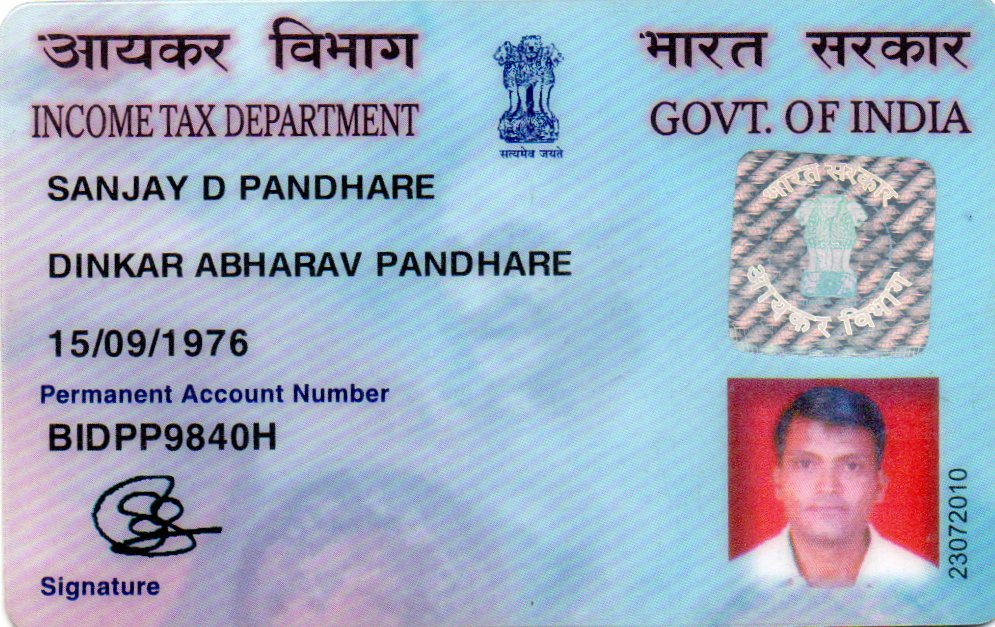 आयकर विभाग
भारत सरकार
INCOME TAX DEPARTMENT
GOVT. OF INDIA
सत्यमेव जयते
SANJAY D PANDHARE
DINKAR ABHARAV PANDHARE
15/09/1976
Permanent Account Number
BIDPP9840H
Signature
भारत सरकार
आयकर विभाग
23072010